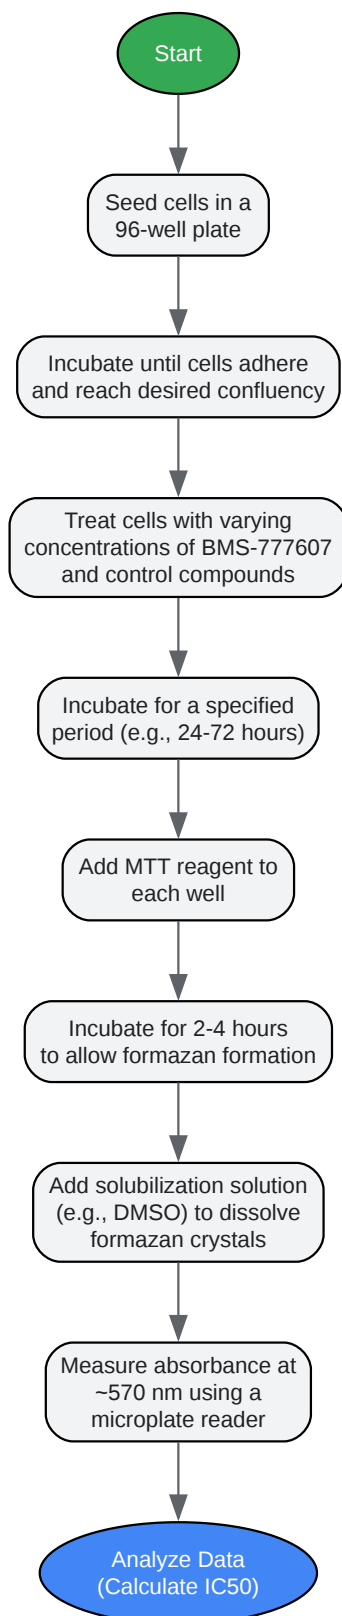 Start
Seed cells in a
96-well plate
Incubate until cells adhere
and reach desired confluency
Treat cells with varying
concentrations of BMS-777607
and control compounds
Incubate for a specified
period (e.g., 24-72 hours)
Add MTT reagent to
each well
Incubate for 2-4 hours
to allow formazan formation
Add solubilization solution
(e.g., DMSO) to dissolve
formazan crystals
Measure absorbance at
~570 nm using a
microplate reader
Analyze Data
(Calculate IC50)